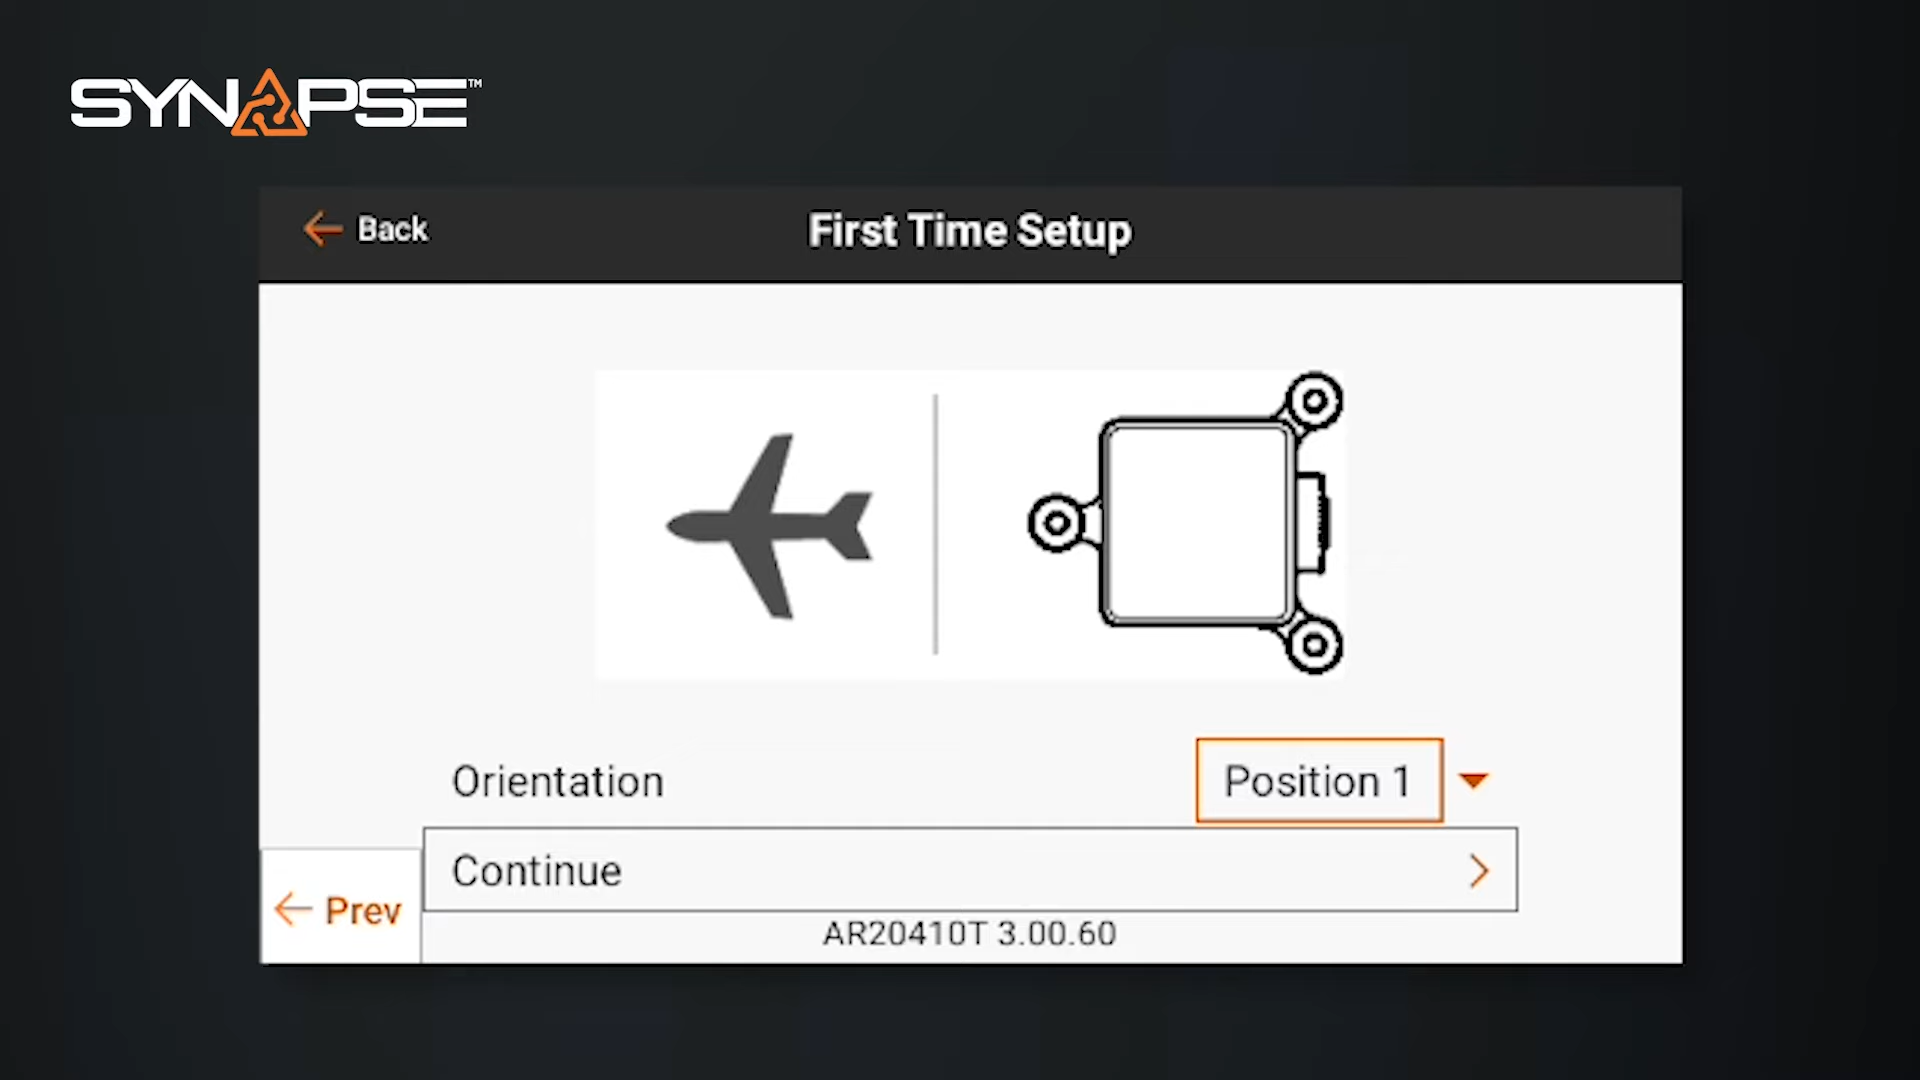 SYNAPSE™
Back
First Time Setup
Orientation
Position 1
Continue
Prev
AR20410T 3.00.60